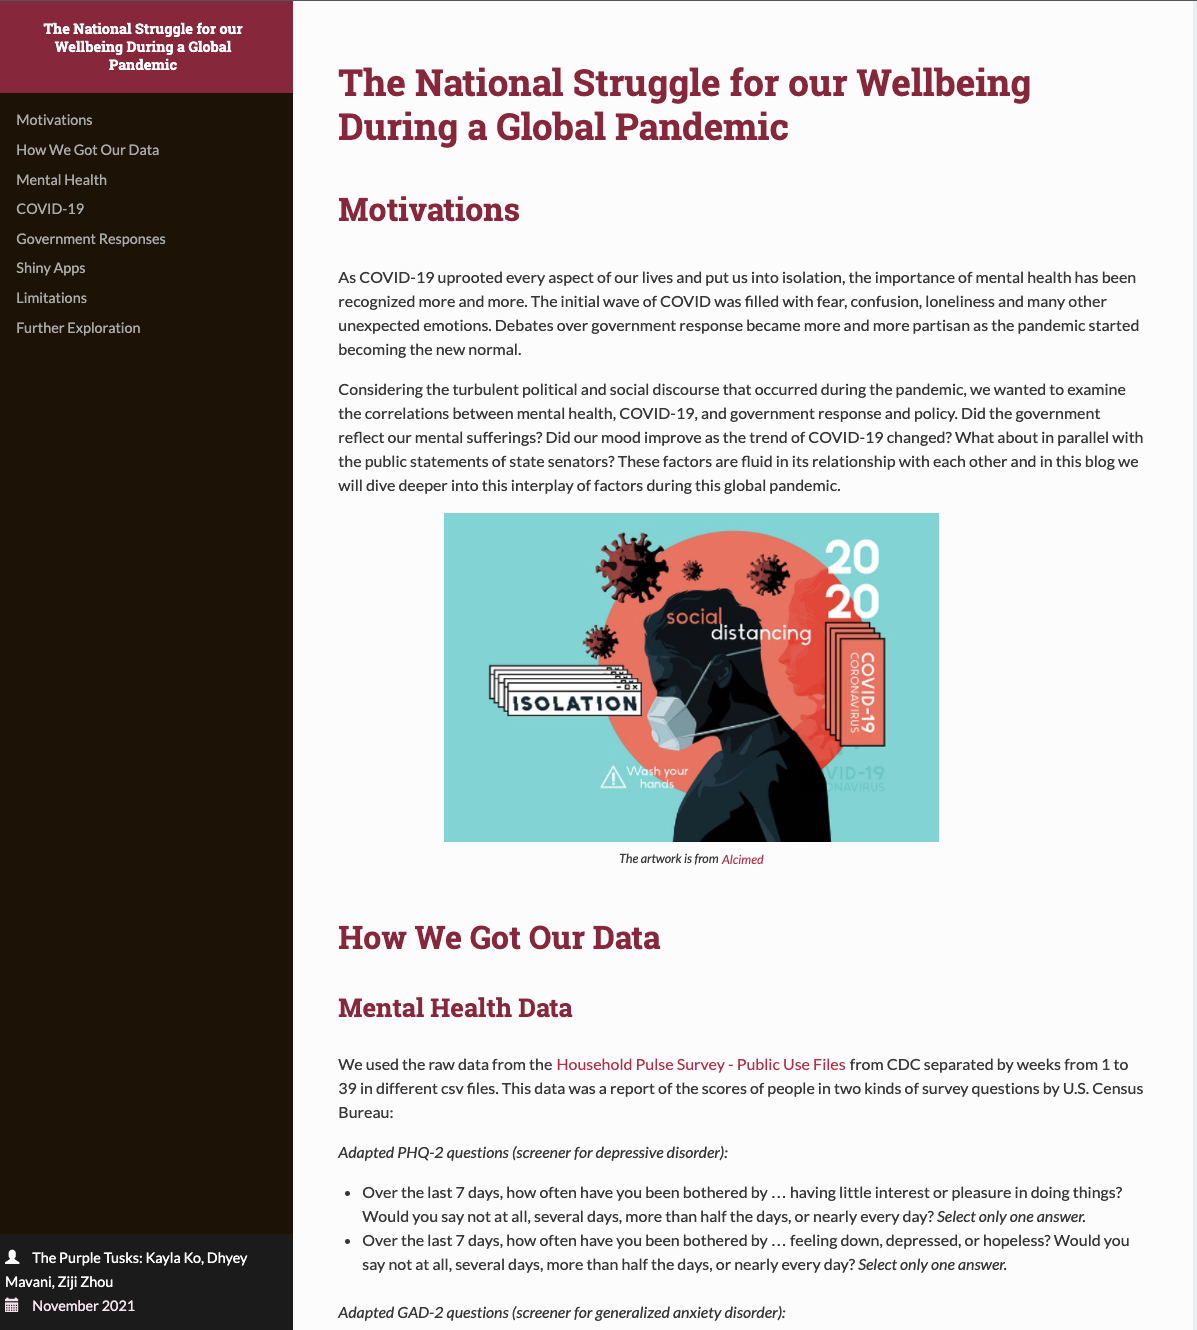 The National Struggle for our
Wellbeing During a Global
Pandemic
Motivations
How We Got Our Data
Mental Health
COVID-19
Government Responses
Shiny Apps
Limitations
Further Exploration
The Purple Tusks: Kayla Ko, Dhyey
Mavani, Ziji Zhou
November 2021
The National Struggle for our Wellbeing
During a Global Pandemic
Motivations
As COVID-19 uprooted every aspect of our lives and put us into isolation, the importance of mental health has been
recognized more and more. The initial wave of COVID was filled with fear, confusion, loneliness and many other
unexpected emotions. Debates over government response became more and more partisan as the pandemic started
becoming the new normal.
Considering the turbulent political and social discourse that occurred during the pandemic, we wanted to examine
the correlations between mental health, COVID-19, and government response and policy. Did the government
reflect our mental sufferings? Did our mood improve as the trend of COVID-19 changed? What about in parallel with
the public statements of state senators? These factors are fluid in its relationship with each other and in this blog we
will dive deeper into this interplay of factors during this global pandemic.
20
20
social
distancing
ISOLATION
COVID-19
CORONAVIRUS
Wash your
hands
VID-19
ONAVIRUS
The artwork is from Alcimed
How We Got Our Data
Mental Health Data
We used the raw data from the Household Pulse Survey - Public Use Files from CDC separated by weeks from 1 to
39 in different csv files. This data was a report of the scores of people in two kinds of survey questions by U.S. Census
Bureau:
Adapted PHQ-2 questions (screener for depressive disorder):
• Over the last 7 days, how often have you been bothered by … having little interest or pleasure in doing things?
Would you say not at all, several days, more than half the days, or nearly every day? Select only one answer.
• Over the last 7 days, how often have you been bothered by … feeling down, depressed, or hopeless? Would you
say not at all, several days, more than half the days, or nearly every day? Select only one answer.
Adapted GAD-2 questions (screener for generalized anxiety disorder):